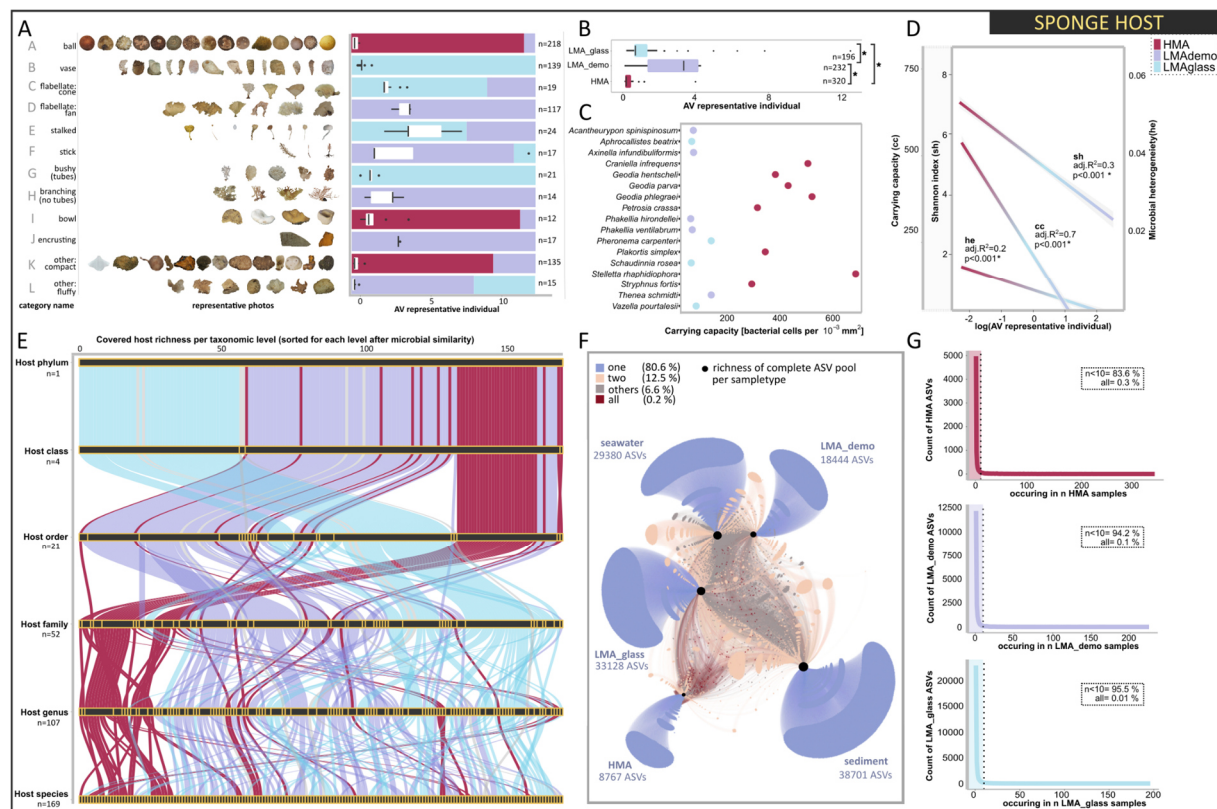 SPONGE HOST
A
A
ball
n=218
B
vase
n=139
C
flabellate:
cone
n=19
D
flabellate:
fan
n=117
E
stalked
n=24
F
stick
n=17
G
bushy
(tubes)
n=21
H
branching
(no tubes)
n=14
I
bowl
n=12
J
encrusting
n=17
K
other:
compact
n=135
L
other:
fluffy
n=15
0 4 8 12
category name
representative photos
AV representative individual
B
LMA_glass
n=196 *
LMA_demo
n=232
*
*
HMA
n=320
0 4 12
AV representative individual
C
Acantheurypon spinispinosum
Aphrocallistes beatrix
Axinella infundibuliformis
Craniella infrequens
Geodia hentscheli
Geodia parva
Geodia phlegraei
Petrosia crassa
Phakellia hirondellei
Phakellia ventilabrum
Pheronema carpenteri
Plakortis simplex
Schaudinnia rosea
Stelletta rhaphidiophora
Stryphnus fortis
Thenea schmidti
Vazella pourtalesii
0 200 400 600
Carrying capacity [bacterial cells per 10⁻³ mm²]
D
HMA
LMAdemo
LMAglass
750
500
250
Carrying capacity (cc)
8
6
4
2
Shannon index (sh)
0.06
0.04
0.02
Microbial heterogeneiety(he)
sh
adj.R²=0.3
p<0.001 *
cc
adj.R²=0.7
p<0.001*
he
adj.R²=0.2
p<0.001*
-2 -1 0 1 2
log(AV representative individual)
E
Covered host richness per taxonomic level (sorted for each level after microbial similarity)
0 50 100 150
Host phylum
n=1
Host class
n=4
Host order
n=21
Host family
n=52
Host genus
n=107
Host species
n=169
F
one (80.6 %)
two (12.5 %)
others (6.6 %)
all (0.2 %)
richness of complete ASV pool
per sampletype
seawater
29380 ASVs
LMA_demo
18444 ASVs
LMA_glass
33128 ASVs
HMA
8767 ASVs
sediment
38701 ASVs
G
5000
4000
3000
2000
1000
0
Count of HMA ASVs
n<10= 83.6 %
all= 0.3 %
0 100 200 300
occuring in n HMA samples
12500
10000
7500
5000
2500
0
Count of LMA_demo ASVs
n<10= 94.2 %
all= 0.1 %
0 50 100 150 200
occuring in n LMA_demo samples
20000
15000
10000
5000
0
Count of LMA_glass ASVs
n<10= 95.5 %
all= 0.01 %
0 50 100 150 200
occuring in n LMA_glass samples